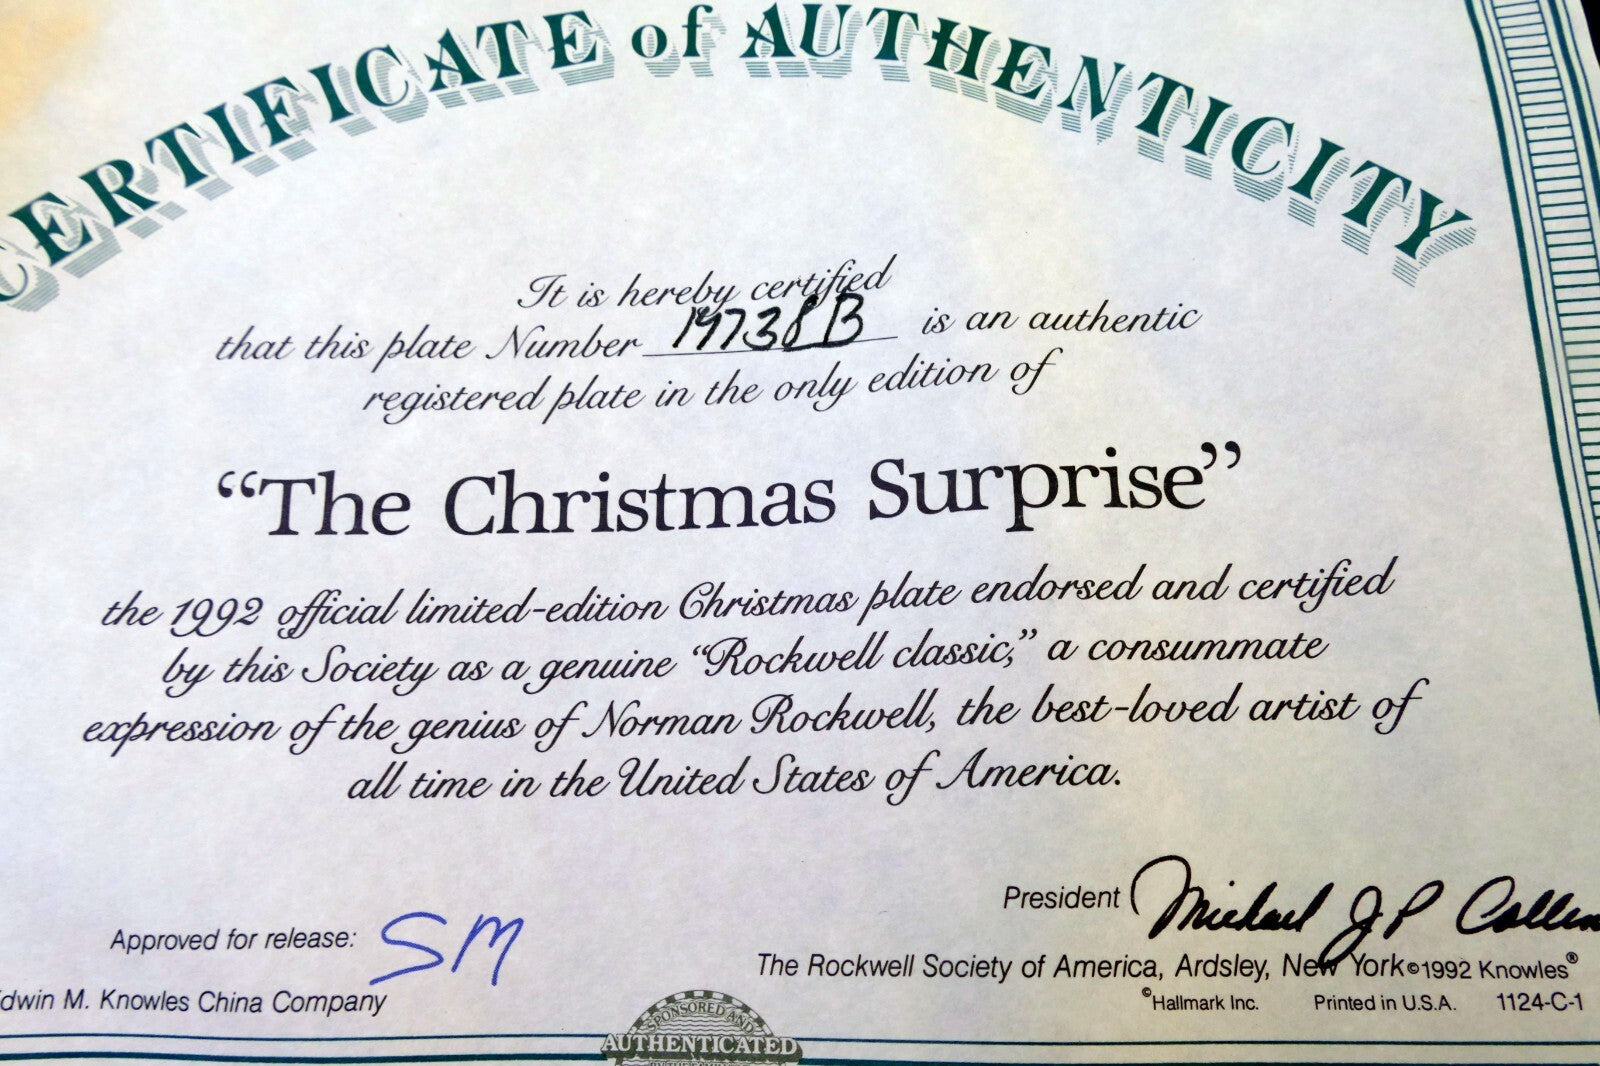 CERTIFICATE of AUTHENTICITY
It is hereby certified
that this plate Number 19738B is an authentic
registered plate in the only edition of
“The Christmas Surprise”
the 1992 official limited-edition Christmas plate endorsed and certified
by this Society as a genuine “Rockwell classic,” a consummate
expression of the genius of Norman Rockwell, the best-loved artist of
all time in the United States of America.
Approved for release: SM
dwin M. Knowles China Company
President Michael J P Collin
The Rockwell Society of America, Ardsley, New York ©1992 Knowles®
©Hallmark Inc. Printed in U.S.A. 1124-C-1
SPONSORED AND
AUTHENTICATED